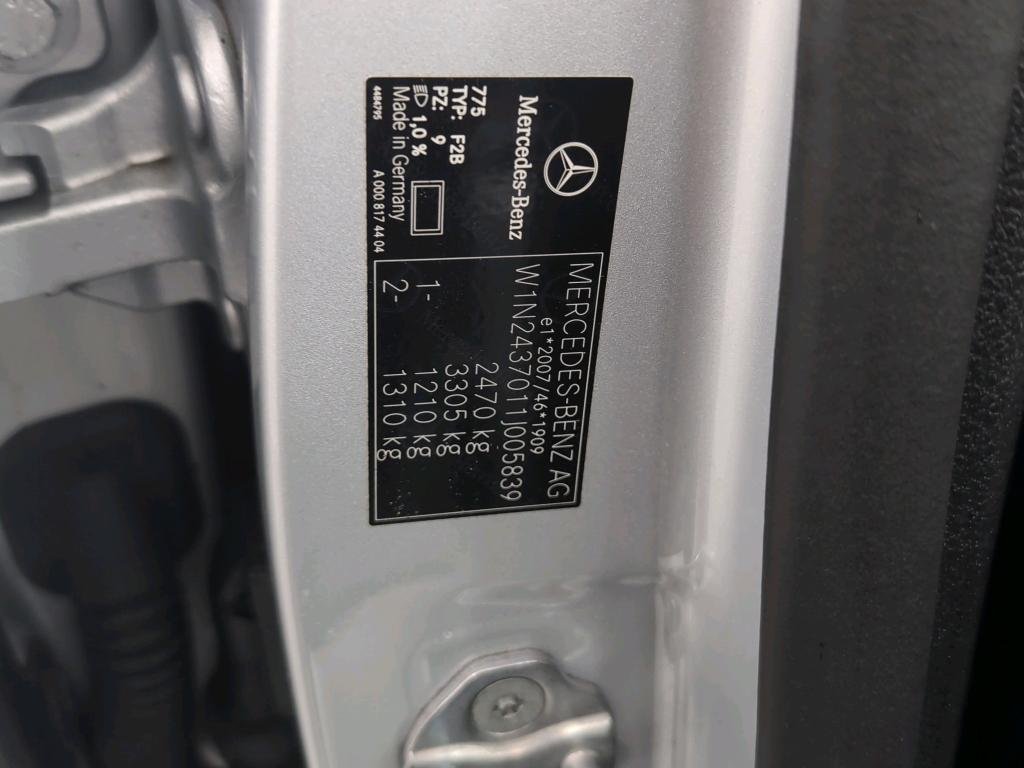 Mercedes-Benz
775
TYP: F2B
PZ: 9
1,0 %
Made in Germany
4484795
A 000 817 44 04
MERCEDES-BENZ AG
e1*2007/46*1909
W1N2437011J005839
2470 kg
3305 kg
1- 1210 kg
2- 1310 kg